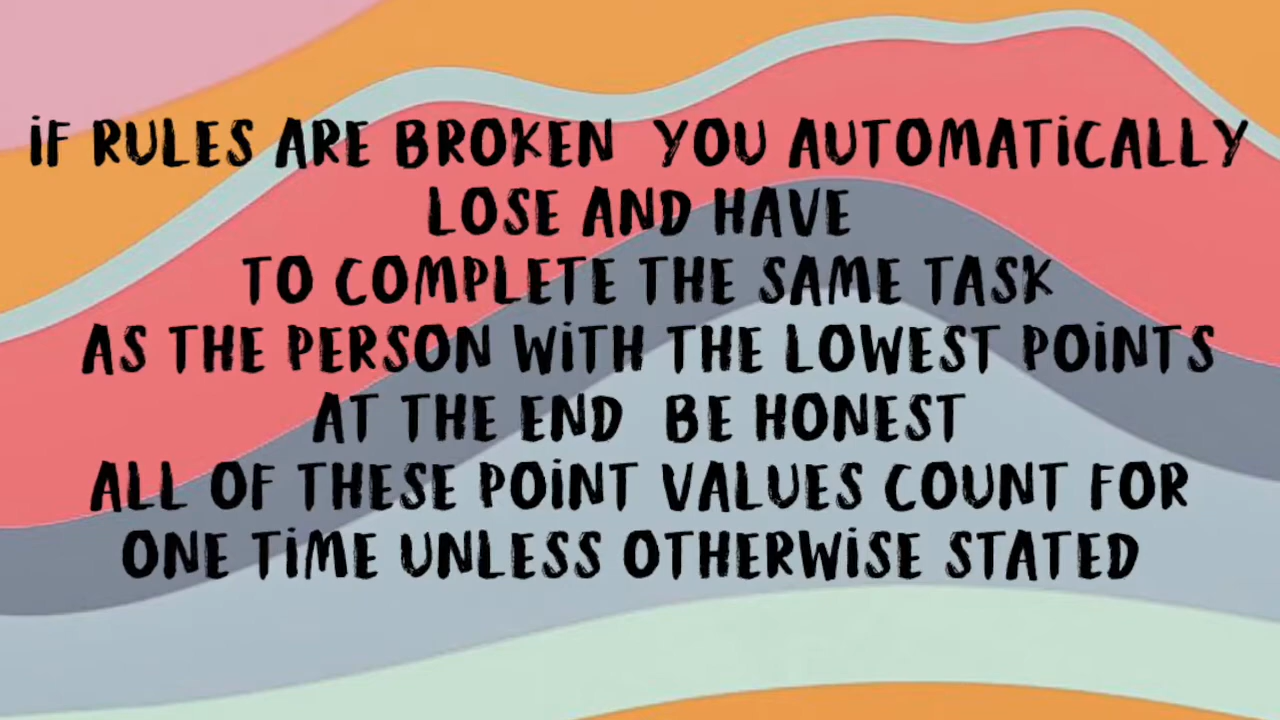 iF RULES ARE BROKEN YOU AUTOMATiCALLY
LOSE AND HAVE
TO COMPLETE THE SAME TASK
AS THE PERSON WiTH THE LOWEST POiNTS
AT THE END BE HONEST
ALL OF THESE POiNT VALUES COUNT FOR
ONE TiME UNLESS OTHERWiSE STATED